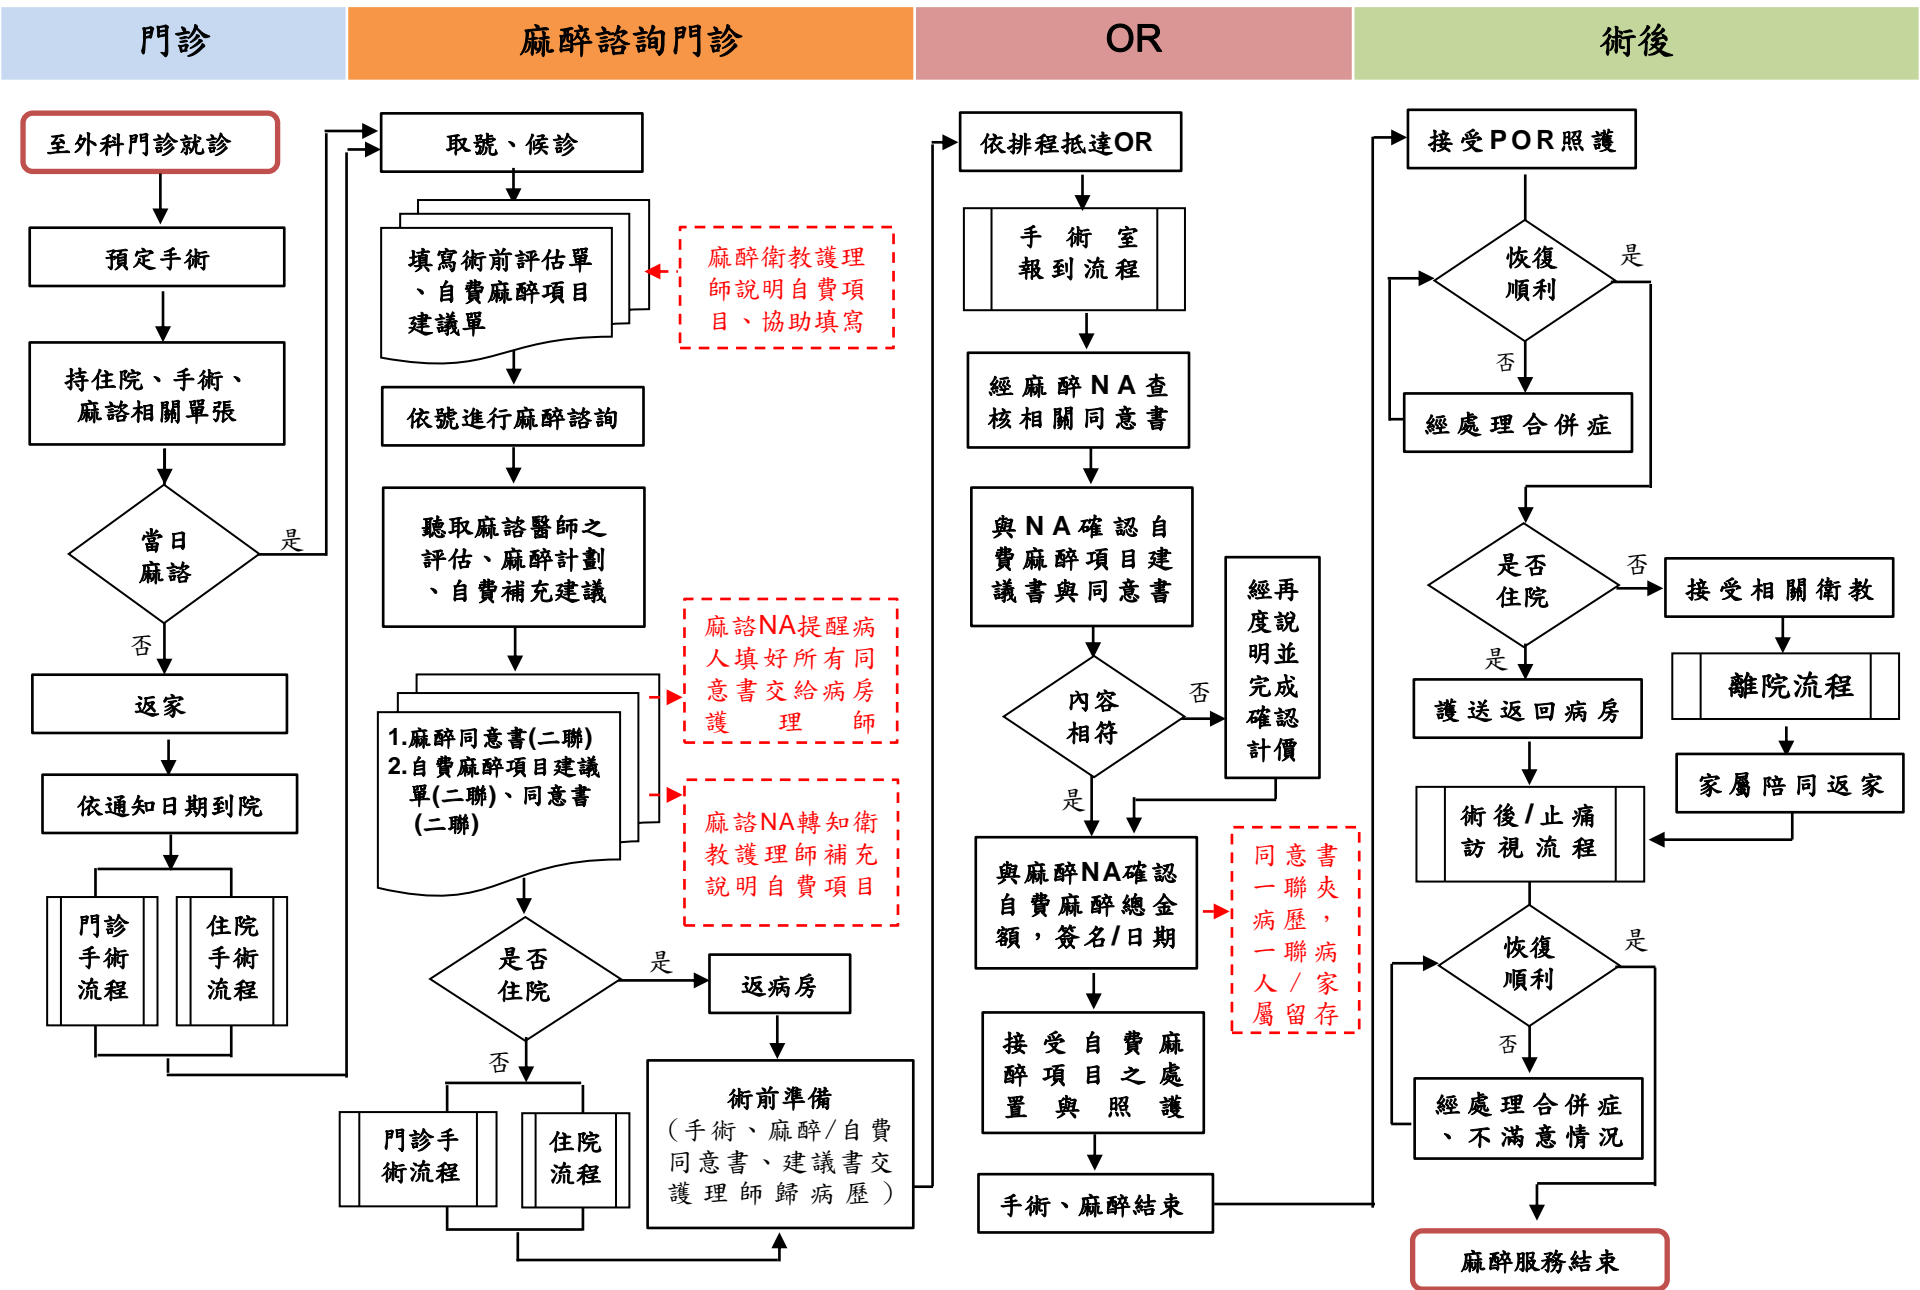 門診
麻醉諮詢門診
OR
術後
至外科門診就診
預定手術
持住院、手術、
麻諮相關單張
當日
麻諮
是
否
返家
依通知日期到院
門診
手術
流程
住院
手術
流程
取號、候診
填寫術前評估單
、自費麻醉項目
建議單
麻醉衛教護理
師說明自費項
目、協助填寫
依號進行麻醉諮詢
聽取麻諮醫師之
評估、麻醉計劃
、自費補充建議
麻諮NA提醒病
人填好所有同
意書交給病房
護理師
1.麻醉同意書(二聯)
2.自費麻醉項目建議
單(二聯)、同意書
(二聯)
麻諮NA轉知衛
教護理師補充
說明自費項目
是否
住院
是
返病房
否
門診手
術流程
住院
流程
術前準備
（手術、麻醉/自費
同意書、建議書交
護理師歸病歷）
依排程抵達OR
手術室
報到流程
經麻醉NA查
核相關同意書
與NA確認自
費麻醉項目建
議書與同意書
內容
相符
否
經再
度說
明並
完成
確認
計價
是
與麻醉NA確認
自費麻醉總金
額，簽名/日期
同意書
一聯夾
病歷，
一聯病
人/家
屬留存
接受自費麻
醉項目之處
置與照護
手術、麻醉結束
接受POR照護
恢復
順利
是
否
經處理合併症
是否
住院
否
接受相關衛教
是
離院流程
護送返回病房
家屬陪同返家
術後/止痛
訪視流程
恢復
順利
是
否
經處理合併症
、不滿意情況
麻醉服務結束